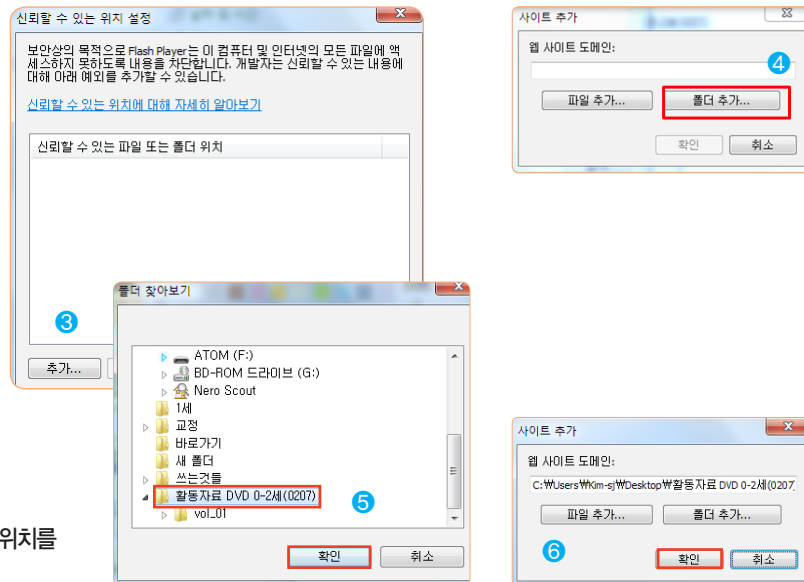 신뢰할 수 있는 위치 설정
보안상의 목적으로 Flash Player는 이 컴퓨터 및 인터넷의 모든 파일에 액
세스하지 못하도록 내용을 차단합니다. 개발자는 신뢰할 수 있는 내용에
대해 아래 예외를 추가할 수 있습니다.
신뢰할 수 있는 위치에 대해 자세히 알아보기
신뢰할 수 있는 파일 또는 폴더 위치
3
추가...
사이트 추가
웹 사이트 도메인:
4
파일 추가...
폴더 추가...
확인
취소
폴더 찾아보기
ATOM (F:)
BD-ROM 드라이브 (G:)
Nero Scout
1세
교정
바로가기
새 폴더
쓰는것들
활동자료 DVD 0-2세(0207)
vol_01
5
확인
취소
위치를
사이트 추가
웹 사이트 도메인:
C:₩Users₩Kim-sj₩Desktop₩활동자료 DVD 0-2세(0207)
파일 추가...
폴더 추가...
6
확인
취소